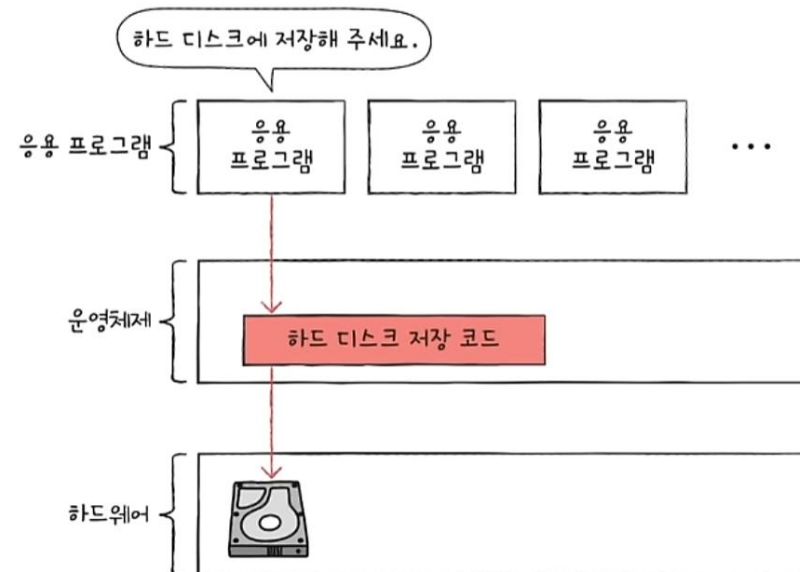 하드 디스크에 저장해 주세요.
응용 프로그램
응용
프로그램
응용
프로그램
응용
프로그램
...
운영체제
하드 디스크 저장 코드
하드웨어